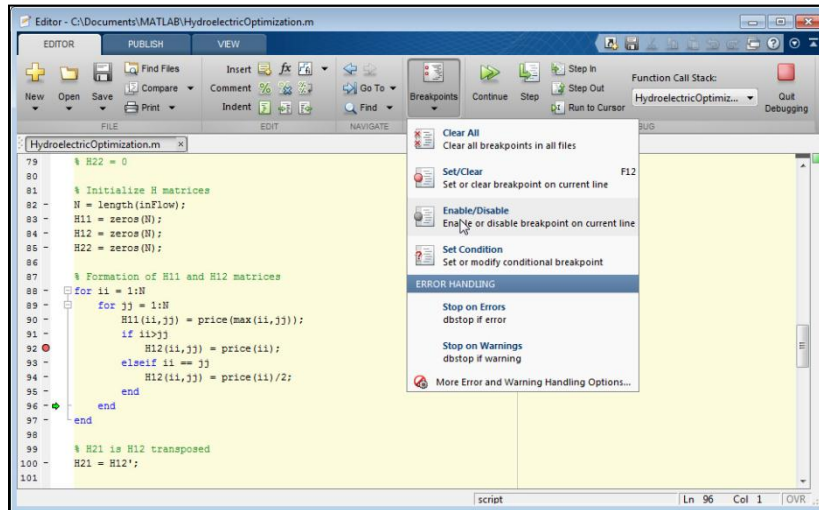 Editor - C:\Documents\MATLAB\HydroelectricOptimization.m
EDITOR PUBLISH VIEW
New Open Save
Find Files
Compare
Print
FILE
Insert fx
Comment %
Indent
EDIT
Go To
Find
NAVIGATE
Breakpoints
Continue Step
Step In
Step Out
Run to Cursor
Function Call Stack:
HydroelectricOptimiz...
Quit Debugging
BUG
HydroelectricOptimization.m ×
Clear All
Clear all breakpoints in all files
Set/Clear F12
Set or clear breakpoint on current line
Enable/Disable
Enable or disable breakpoint on current line
Set Condition
Set or modify conditional breakpoint
ERROR HANDLING
Stop on Errors
dbstop if error
Stop on Warnings
dbstop if warning
More Error and Warning Handling Options...
79 % H22 = 0
80
81 % Initialize H matrices
82 - N = length(inFlow);
83 - H11 = zeros(N);
84 - H12 = zeros(N);
85 - H22 = zeros(N);
86
87 % Formation of H11 and H12 matrices
88 - for ii = 1:N
89 - for jj = 1:N
90 - H11(ii,jj) = price(max(ii,jj));
91 - if ii>jj
92 H12(ii,jj) = price(ii);
93 - elseif ii == jj
94 - H12(ii,jj) = price(ii)/2;
95 - end
96 - end
97 - end
98
99 % H21 is H12 transposed
100 - H21 = H12';
101
script Ln 96 Col 1 OVR